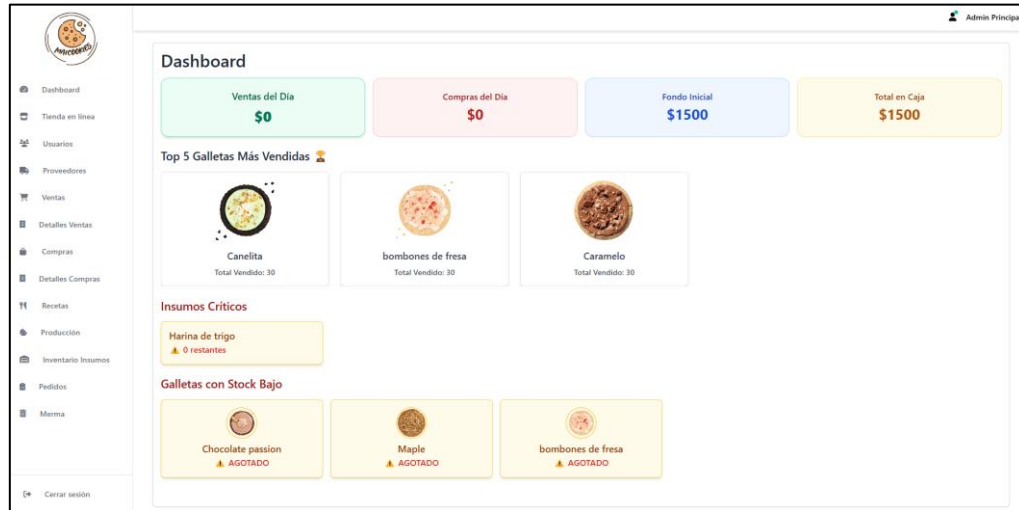 Admin Principa
Dashboard
Tienda en línea
Usuarios
Proveedores
Ventas
Detalles Ventas
Compras
Detalles Compras
Recetas
Producción
Inventario Insumos
Pedidos
Merma
Cerrar sesión
Dashboard
Ventas del Día
$0
Compras del Día
$0
Fondo Inicial
$1500
Total en Caja
$1500
Top 5 Galletas Más Vendidas
Canelita
Total Vendido: 30
bombones de fresa
Total Vendido: 30
Caramelo
Total Vendido: 30
Insumos Críticos
Harina de trigo
0 restantes
Galletas con Stock Bajo
Chocolate passion
AGOTADO
Maple
AGOTADO
bombones de fresa
AGOTADO